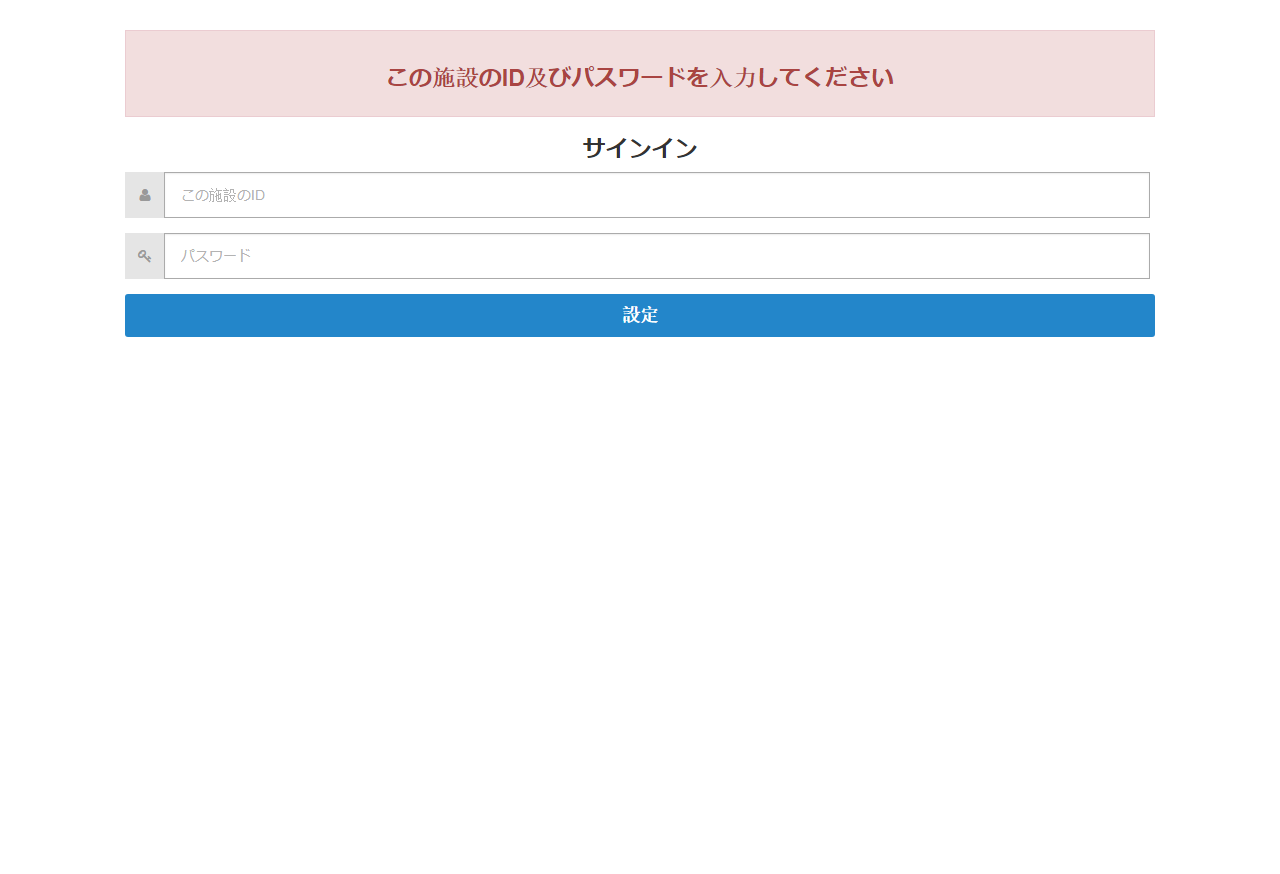 この施設のID及びパスワードを入力してください
サインイン
この施設のID
パスワード
設定